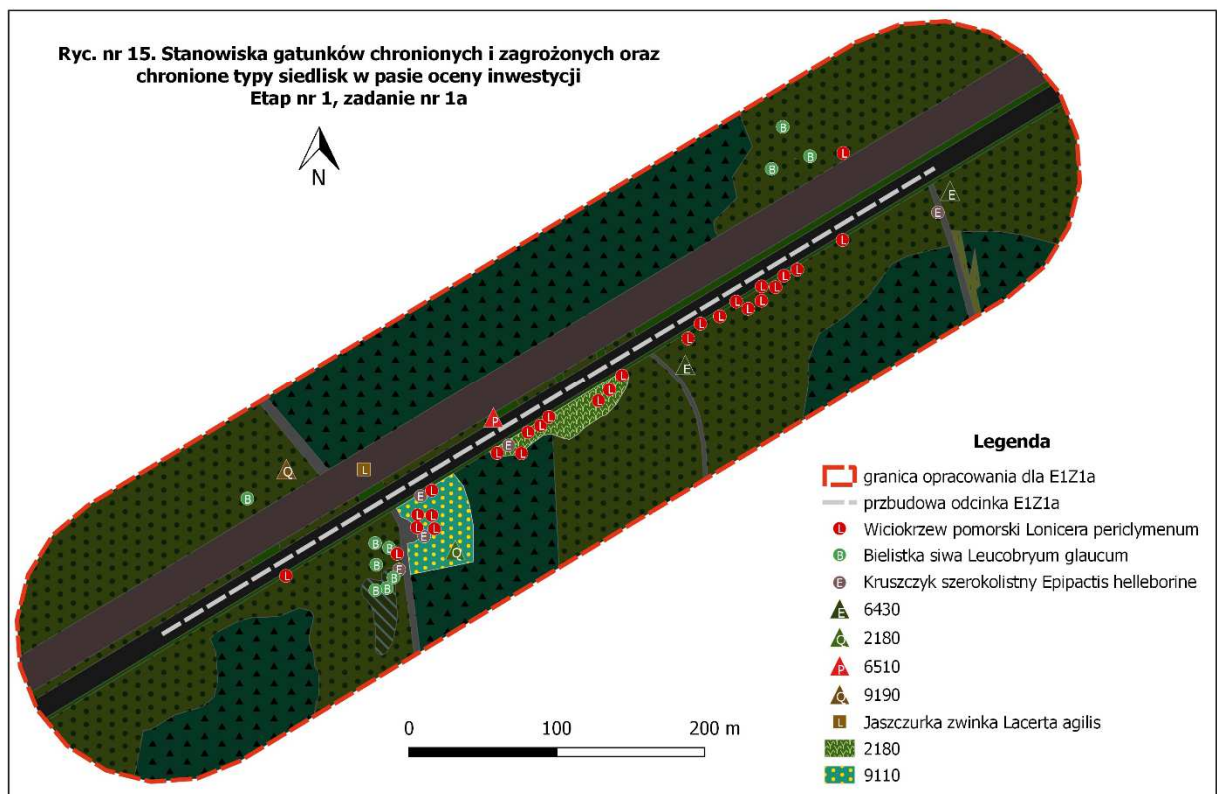 Ryc. nr 15. Stanowiska gatunków chronionych i zagrożonych oraz
chronione typy siedlisk w pasie oceny inwestycji
Etap nr 1, zadanie nr 1a
N
B
B
B
L
E
E
L
L
L
L
L
L
L
L
L
L
L
L
E
L
L
L
P
L
L
L
E
L
L
Q
L
B
L
E
L
L
L
L
E
Q
B
B
L
B
E
B
B
B
L
0 100 200 m
Legenda
granica opracowania dla E1Z1a
przbudowa odcinka E1Z1a
L Wiciokrzew pomorski Lonicera periclymenum
B Bielistka siwa Leucobryum glaucum
E Kruszczyk szerokolistny Epipactis helleborine
E 6430
Q 2180
P 6510
Q 9190
L Jaszczurka zwinka Lacerta agilis
2180
9110